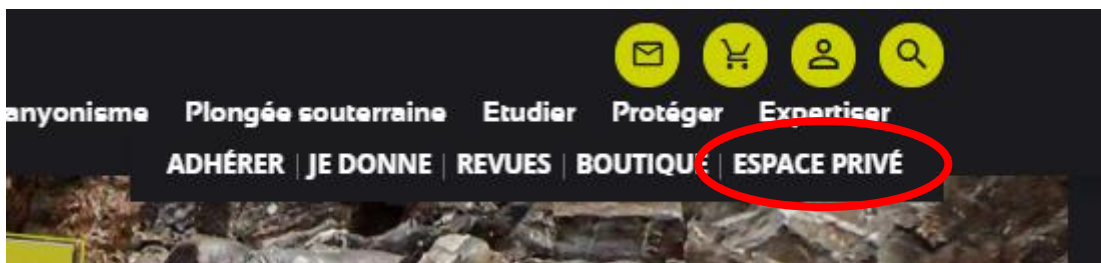 anyonisme Plongée souterraine Etudier Protéger Expertiser
ADHÉRER | JE DONNE | REVUES | BOUTIQUE | ESPACE PRIVÉ